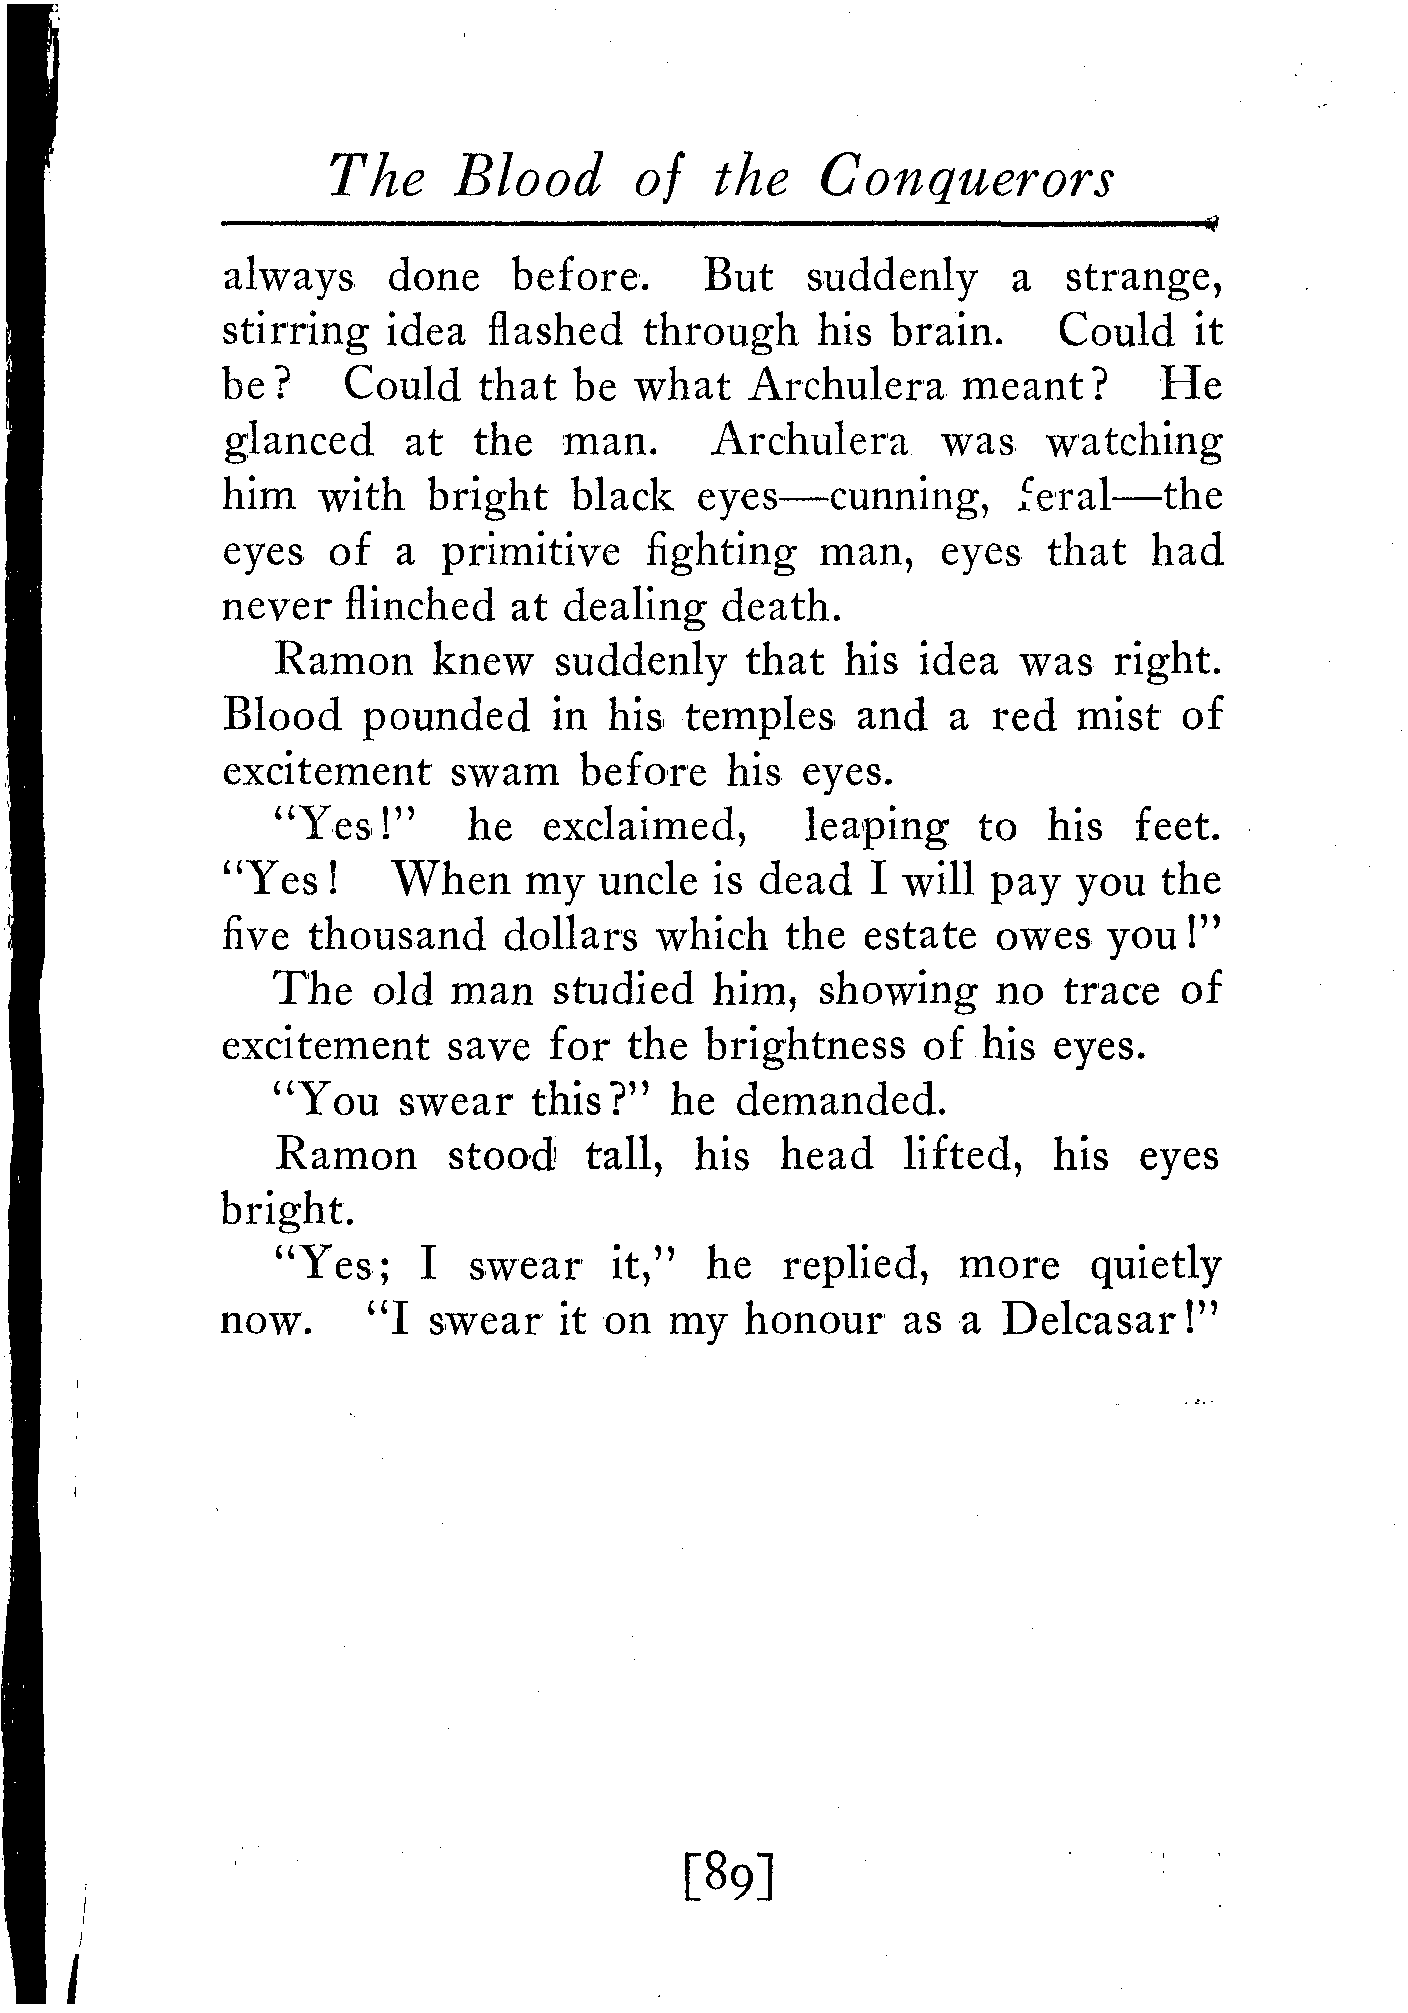 The Blood of the Conquerors
always done before. But suddenly a strange,
stirring idea flashed through his brain. Could it
be? Could that be what Archulera meant? He
glanced at the man. Archulera was watching
him with bright black eyes—cunning, feral—the
eyes of a primitive fighting man, eyes that had
never flinched at dealing death.
Ramon knew suddenly that his idea was right.
Blood pounded in his temples and a red mist of
excitement swam before his eyes.
"Yes!" he exclaimed, leaping to his feet.
"Yes! When my uncle is dead I will pay you the
five thousand dollars which the estate owes you!"
The old man studied him, showing no trace of
excitement save for the brightness of his eyes.
"You swear this?" he demanded.
Ramon stood tall, his head lifted, his eyes
bright.
"Yes; I swear it," he replied, more quietly
now. "I swear it on my honour as a Delcasar!"
[89]